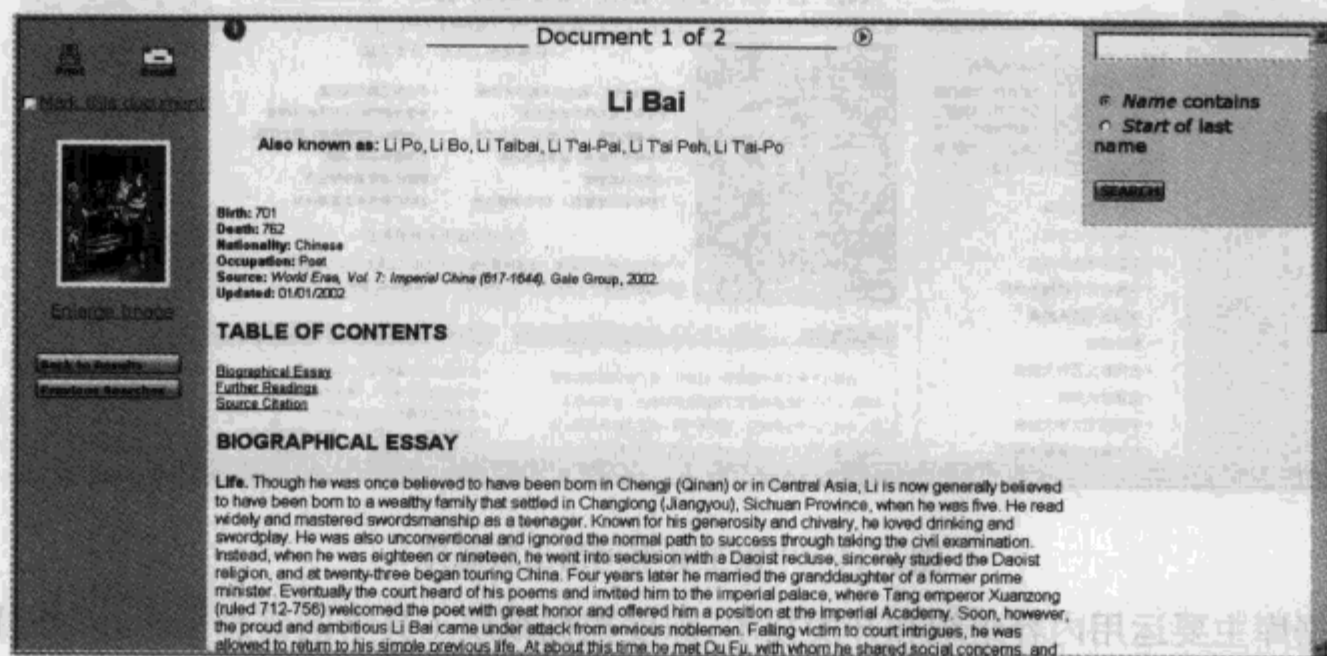 Document 1 of 2
Print
Email
Mark this document
Enlarge Image
Back to Results
Previous Searches
Li Bai
Also known as: Li Po, Li Bo, Li Taibai, Li T'ai-Pai, Li T'ai Peh, Li T'ai-Po
Birth: 701
Death: 762
Nationality: Chinese
Occupation: Poet
Source: World Eras, Vol. 7: Imperial China (617-1644). Gale Group, 2002.
Updated: 01/01/2002
TABLE OF CONTENTS
Biographical Essay
Further Readings
Source Citation
BIOGRAPHICAL ESSAY
Life. Though he was once believed to have been born in Chengji (Qinan) or in Central Asia, Li is now generally believed
to have been born to a wealthy family that settled in Changlong (Jiangyou), Sichuan Province, when he was five. He read
widely and mastered swordsmanship as a teenager. Known for his generosity and chivalry, he loved drinking and
swordplay. He was also unconventional and ignored the normal path to success through taking the civil examination.
Instead, when he was eighteen or nineteen, he went into seclusion with a Daoist recluse, sincerely studied the Daoist
religion, and at twenty-three began touring China. Four years later he married the granddaughter of a former prime
minister. Eventually the court heard of his poems and invited him to the imperial palace, where Tang emperor Xuanzong
(ruled 712-756) welcomed the poet with great honor and offered him a position at the Imperial Academy. Soon, however,
the proud and ambitious Li Bai came under attack from envious noblemen. Falling victim to court intrigues, he was
allowed to return to his simple previous life. At about this time he met Du Fu, with whom he shared social concerns, and
Name contains
Start of last
name
SEARCH